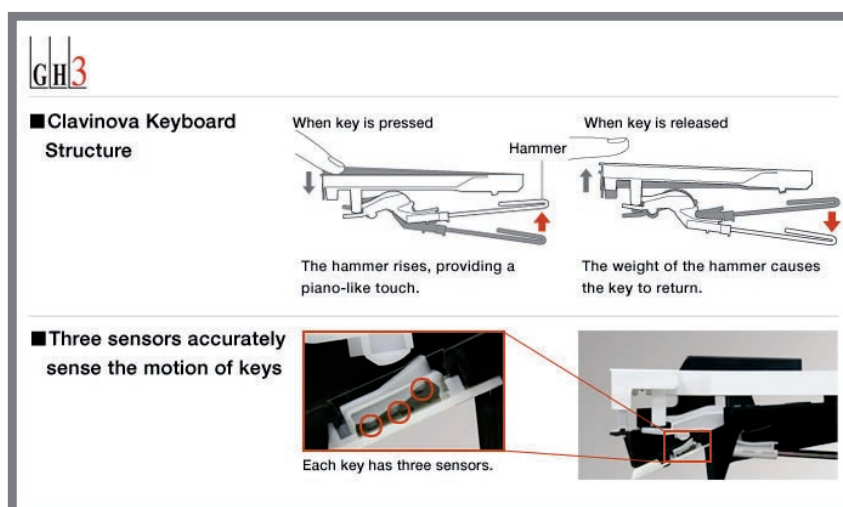 GH3
■Clavinova Keyboard
Structure
When key is pressed
When key is released
Hammer
The hammer rises, providing a
piano-like touch.
The weight of the hammer causes
the key to return.
■Three sensors accurately
sense the motion of keys
Each key has three sensors.